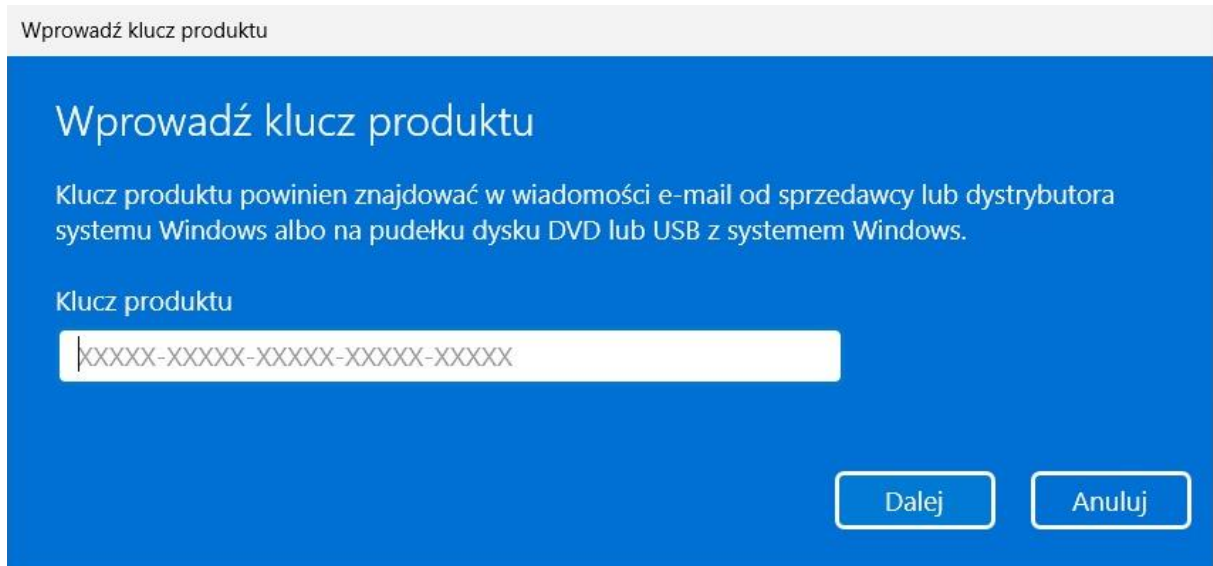 Wprowadź klucz produktu
Wprowadź klucz produktu
Klucz produktu powinien znajdować w wiadomości e-mail od sprzedawcy lub dystrybutora
systemu Windows albo na pudełku dysku DVD lub USB z systemem Windows.
Klucz produktu
XXXXX-XXXXX-XXXXX-XXXXX-XXXXX
Dalej
Anuluj